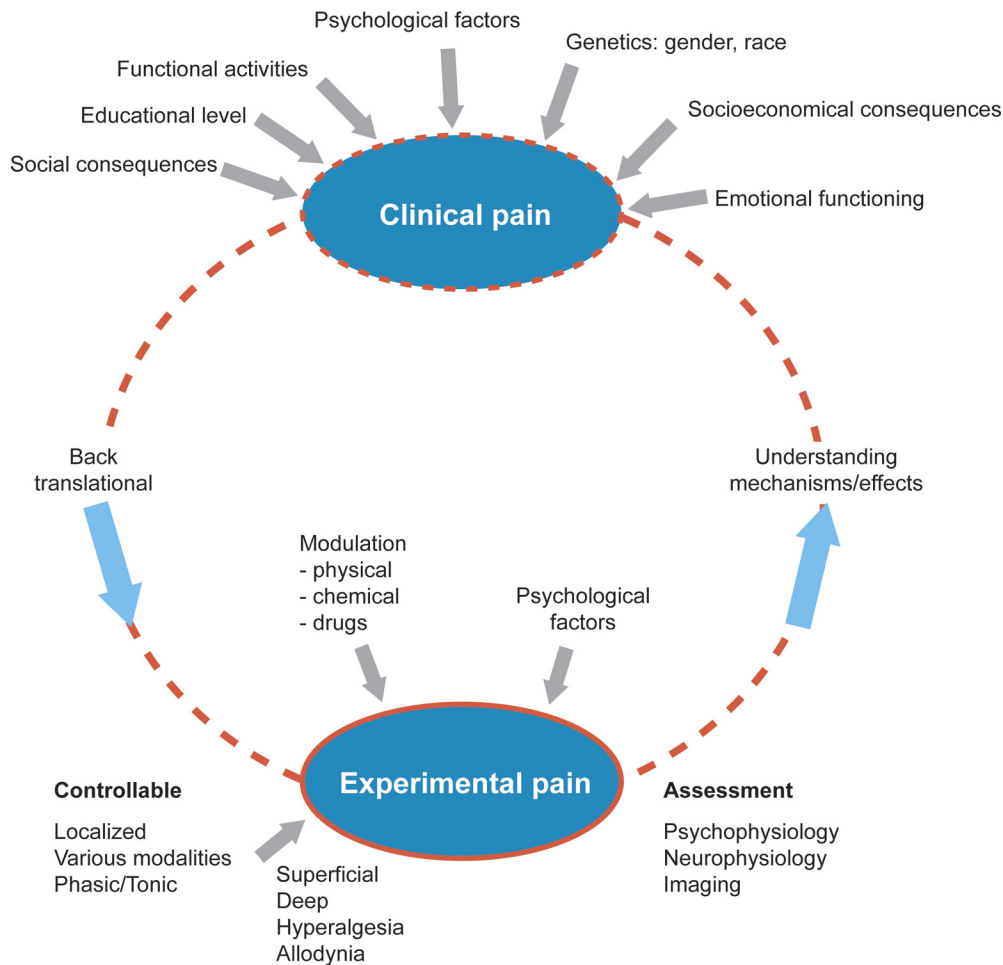 Psychological factors
Genetics: gender, race
Functional activities
Socioeconomical consequences
Educational level
Social consequences
Emotional functioning
Clinical pain
Back
translational
Understanding
mechanisms/effects
Modulation
- physical
- chemical
- drugs
Psychological
factors
Experimental pain
Controllable
Localized
Various modalities
Phasic/Tonic
Superficial
Deep
Hyperalgesia
Allodynia
Assessment
Psychophysiology
Neurophysiology
Imaging